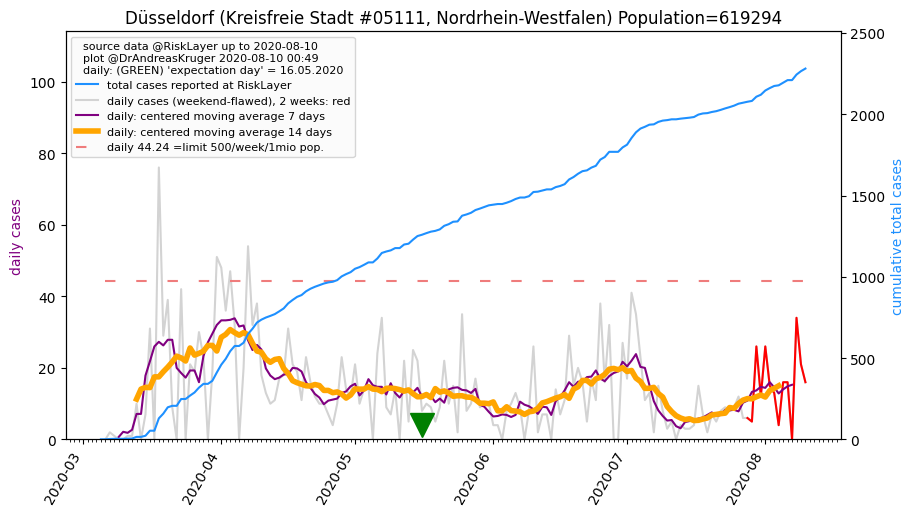 Düsseldorf (Kreisfreie Stadt #05111, Nordrhein-Westfalen) Population=619294
source data @RiskLayer up to 2020-08-10
plot @DrAndreasKruger 2020-08-10 00:49
daily: (GREEN) 'expectation day' = 16.05.2020
total cases reported at RiskLayer
daily cases (weekend-flawed), 2 weeks: red
daily: centered moving average 7 days
daily: centered moving average 14 days
daily 44.24 =limit 500/week/1mio pop.
daily cases
100
80
60
40
20
0
cumulative total cases
2500
2000
1500
1000
500
0
2020-03
2020-04
2020-05
2020-06
2020-07
2020-08